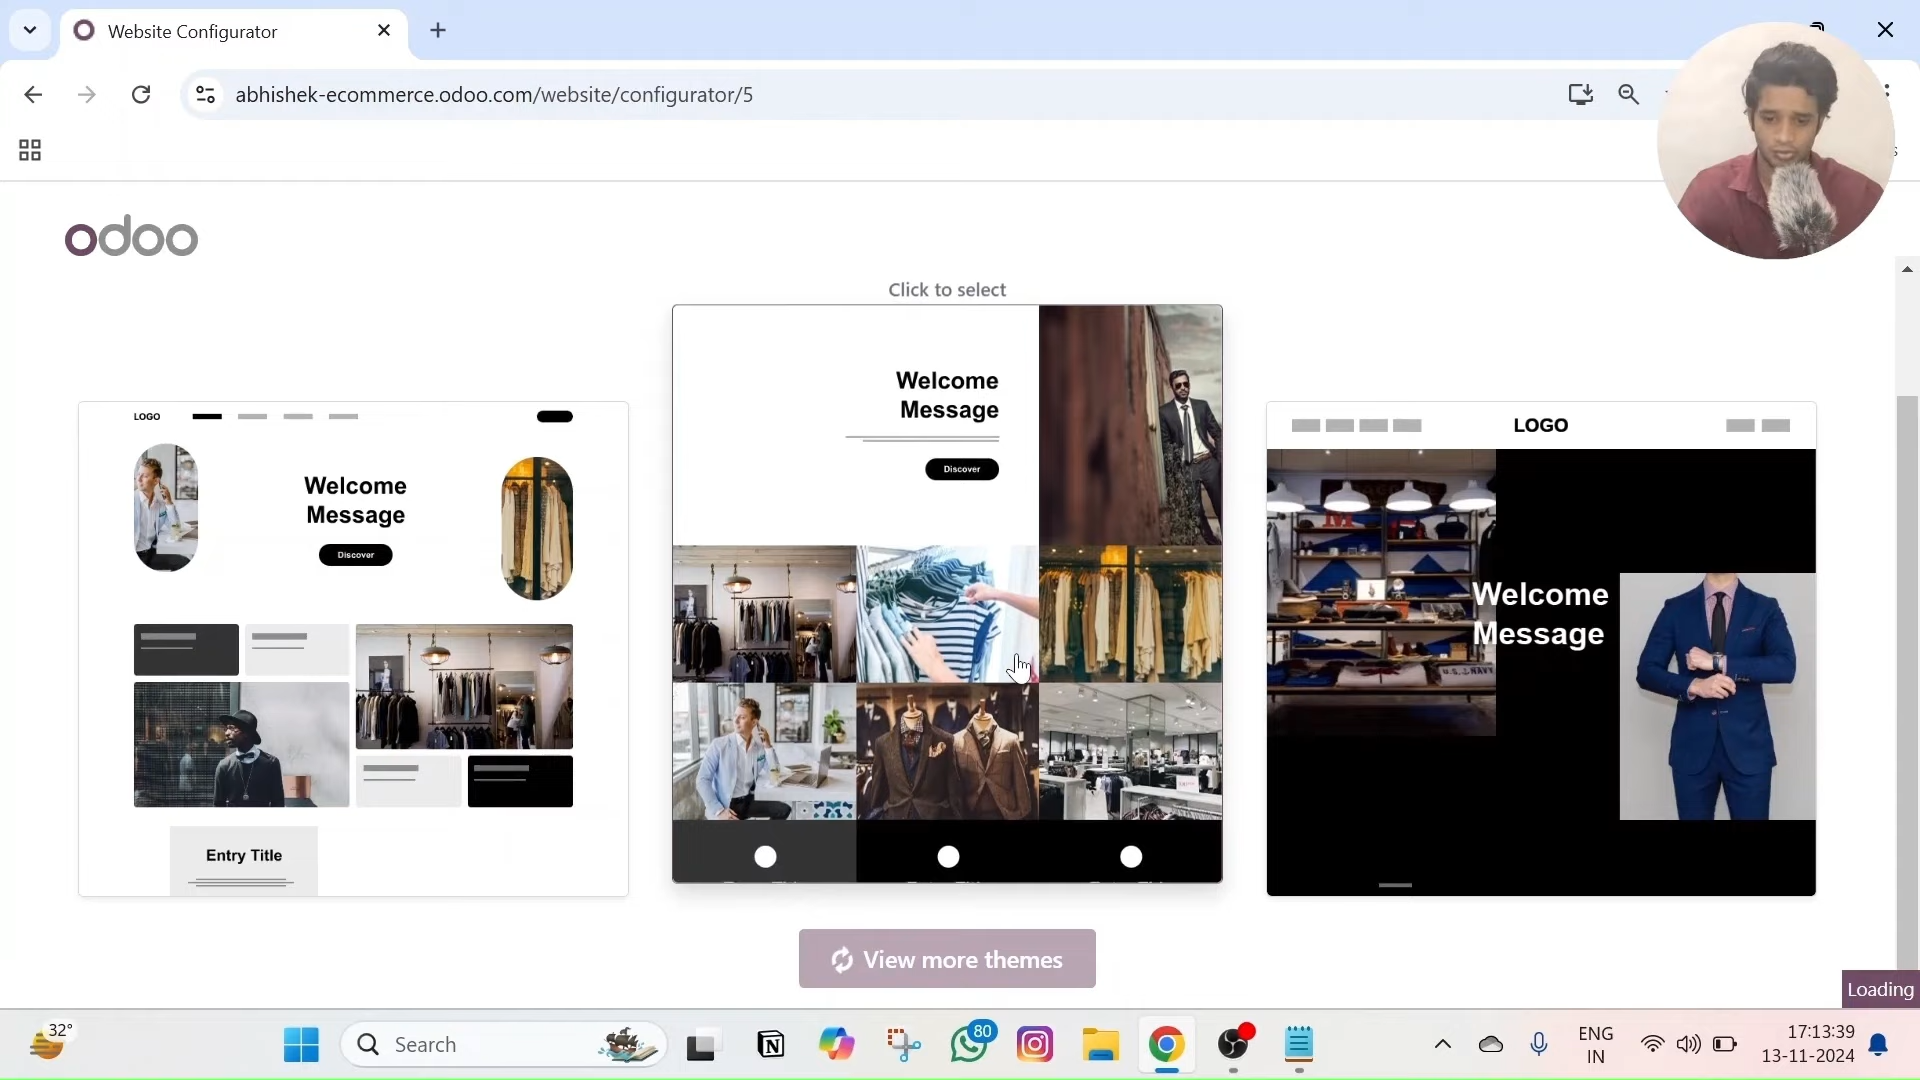 Website Configurator
abhishek-ecommerce.odoo.com/website/configurator/5
odoo
Click to select
LOGO
Welcome
Message
Discover
Entry Title
Welcome
Message
Discover
LOGO
Welcome
Message
View more themes
Loading
32°
Search
80
ENG
IN
17:13:39
13-11-2024